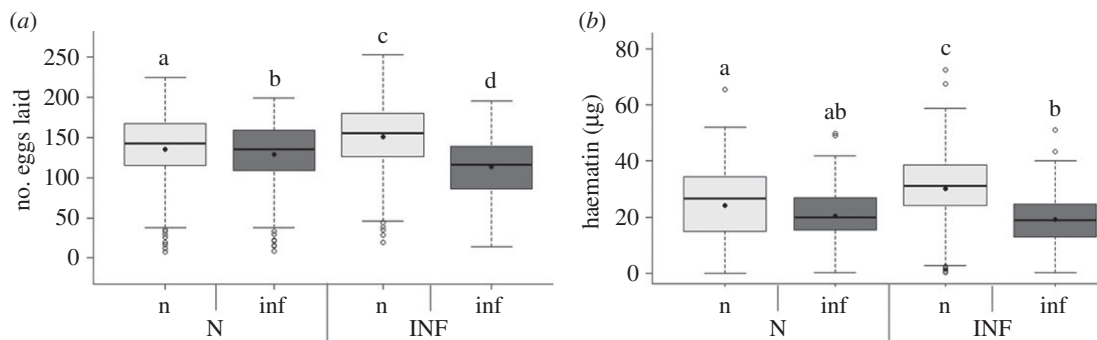 (a)
no. eggs laid
250
200
150
100
50
0
a b c d
n inf n inf
N INF
(b)
haematin (µg)
80
60
40
20
0
a ab c b
n inf n inf
N INF